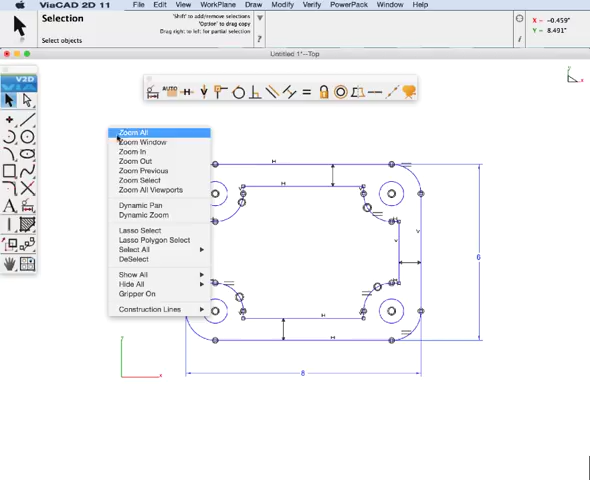 ViaCAD 2D 11 File Edit View WorkPlane Draw Modify Verify PowerPack Window Help
Selection
Select objects
'Shift' to add/remove selections
'Option' to drag copy
Drag right to left for partial selection
X = -0.459"
Y = 8.491"
Untitled 1*--Top
V2D
AUTO
Zoom All
Zoom Window
Zoom In
Zoom Out
Zoom Previous
Zoom Select
Zoom All Viewports
Dynamic Pan
Dynamic Zoom
Lasso Select
Lasso Polygon Select
Select All
DeSelect
Show All
Hide All
Gripper On
Construction Lines
H
H
V
V
H
H
6
8
y
x
y
x